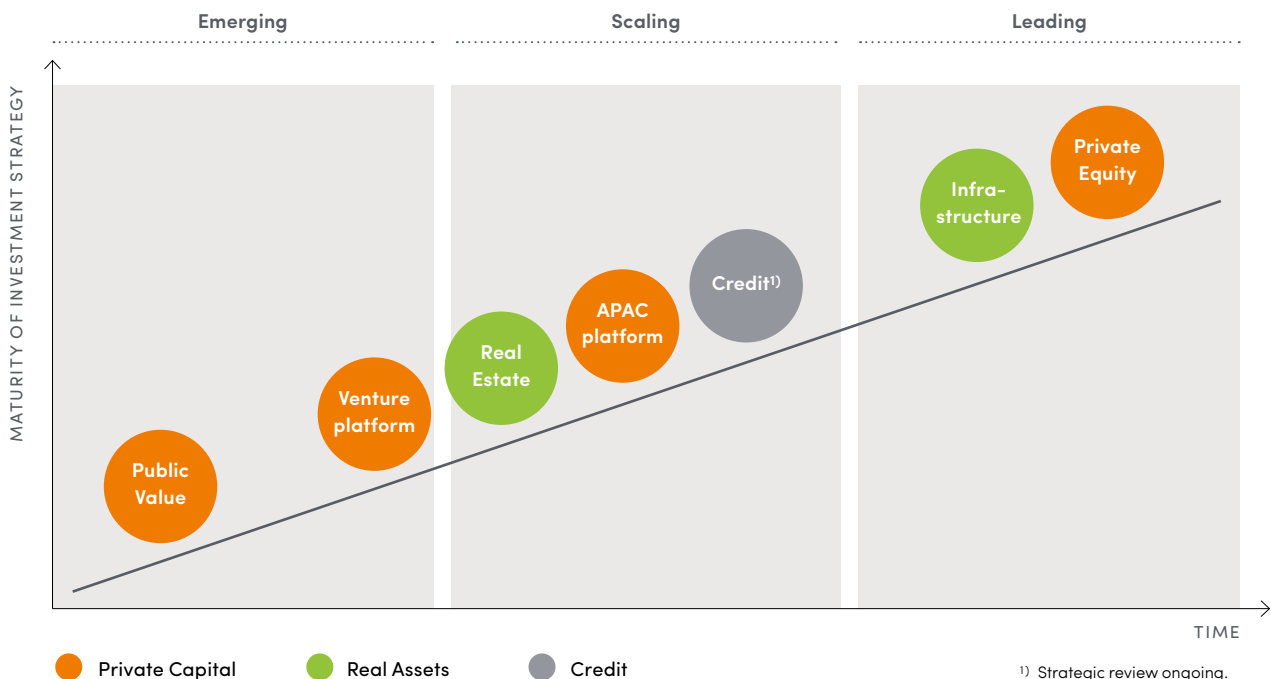 Emerging
Scaling
Leading
MATURITY OF INVESTMENT STRATEGY
Private
Equity
Infra-
structure
Credit¹⁾
APAC
platform
Real
Estate
Venture
platform
Public
Value
TIME
Private Capital
Real Assets
Credit
¹⁾ Strategic review ongoing.